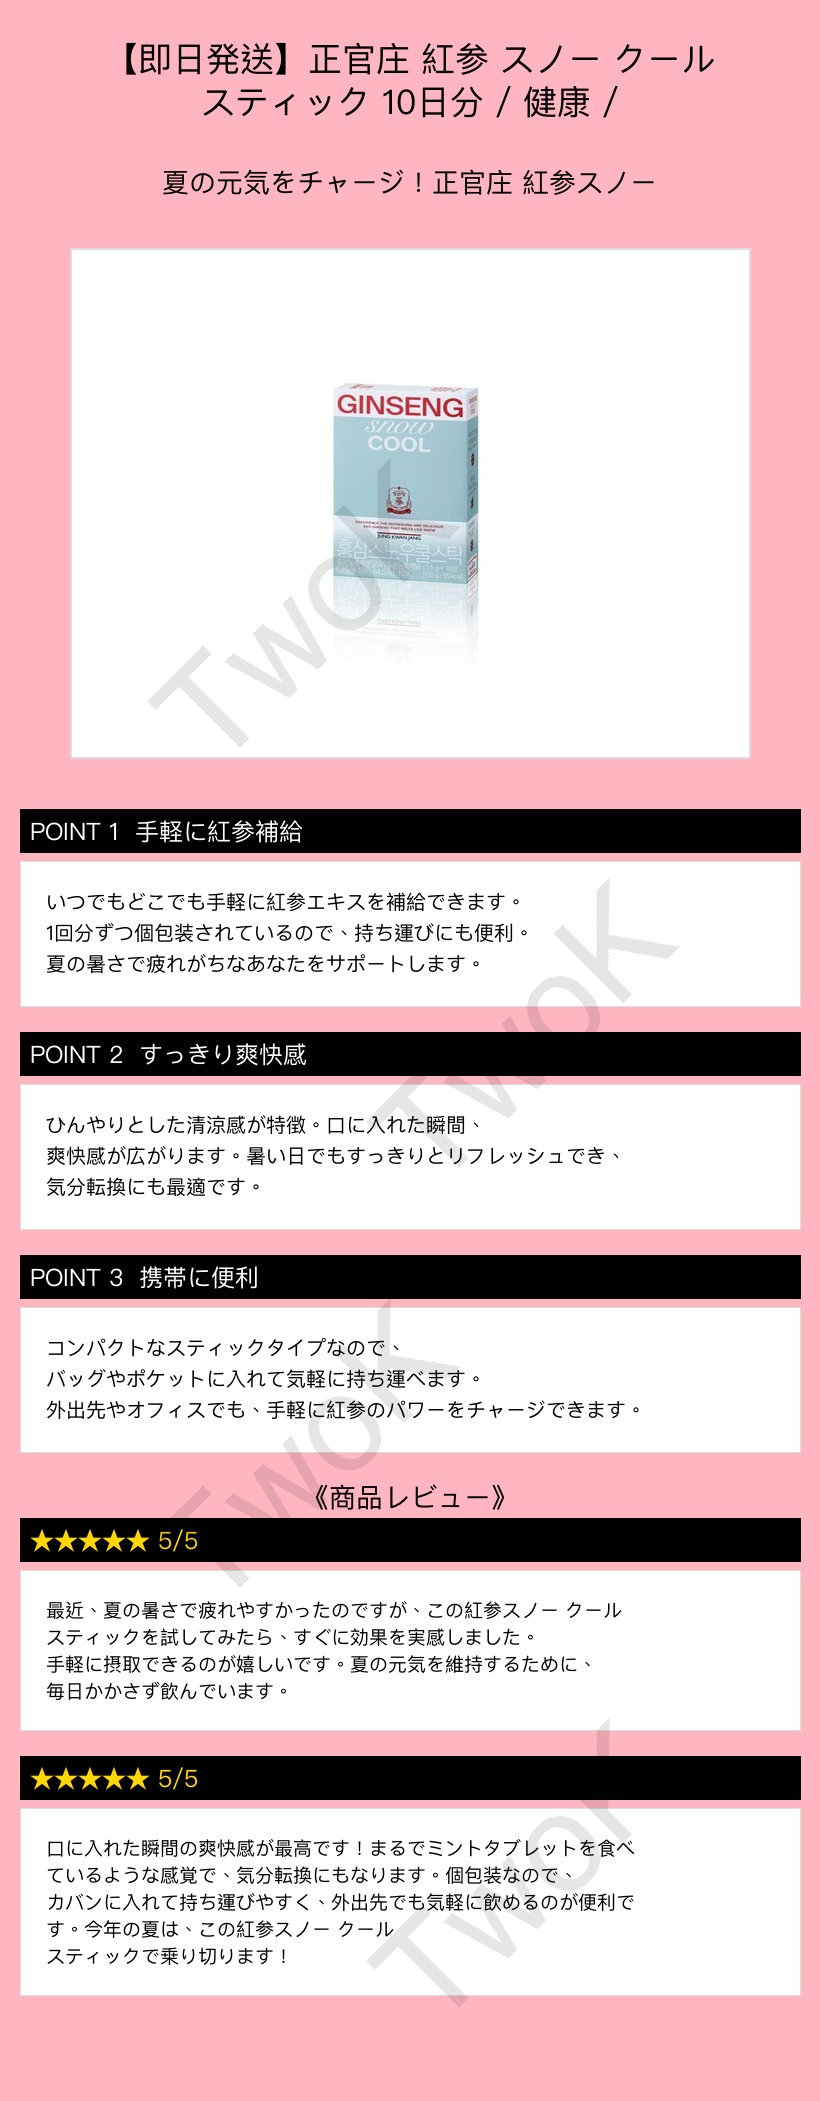 【即日発送】正官庄 紅参 スノー クール
スティック 10日分 / 健康 /
夏の元気をチャージ！正官庄 紅参スノー
GINSENG
snow
COOL
EXPERIENCE THE REFRESHING AND DELICIOUS
RED GINSENG THAT MELTS LIKE SNOW
JUNG KWAN JANG
홍삼스노우쿨스틱
TwoK
POINT 1 手軽に紅参補給
いつでもどこでも手軽に紅参エキスを補給できます。
1回分ずつ個包装されているので、持ち運びにも便利。
夏の暑さで疲れがちなあなたをサポートします。
TwoK
POINT 2 すっきり爽快感
ひんやりとした清涼感が特徴。口に入れた瞬間、
爽快感が広がります。暑い日でもすっきりとリフレッシュでき、
気分転換にも最適です。
POINT 3 携帯に便利
コンパクトなスティックタイプなので、
バッグやポケットに入れて気軽に持ち運べます。
外出先やオフィスでも、手軽に紅参のパワーをチャージできます。
TwoK
《商品レビュー》
★★★★★ 5/5
最近、夏の暑さで疲れやすかったのですが、この紅参スノー クール
スティックを試してみたら、すぐに効果を実感しました。
手軽に摂取できるのが嬉しいです。夏の元気を維持するために、
毎日かかさず飲んでいます。
★★★★★ 5/5
口に入れた瞬間の爽快感が最高です！まるでミントタブレットを食べ
ているような感覚で、気分転換にもなります。個包装なので、
カバンに入れて持ち運びやすく、外出先でも気軽に飲めるのが便利で
す。今年の夏は、この紅参スノー クール
スティックで乗り切ります！
TwoK